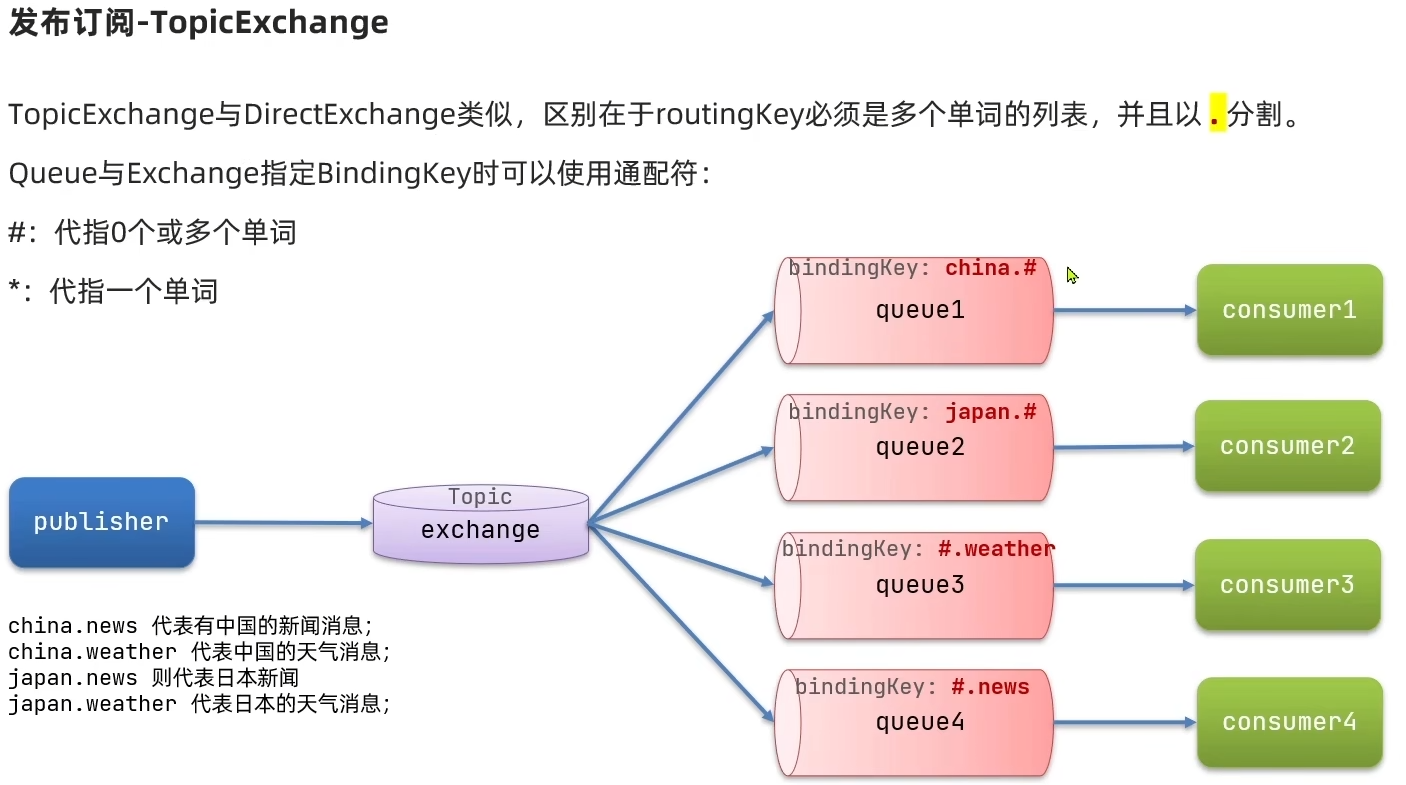 发布订阅-TopicExchange
TopicExchange与DirectExchange类似，区别在于routingKey必须是多个单词的列表，并且以 . 分割。
Queue与Exchange指定BindingKey时可以使用通配符：
#：代指0个或多个单词
*：代指一个单词
bindingKey: china.#
queue1
consumer1
bindingKey: japan.#
queue2
consumer2
publisher
Topic
exchange
bindingKey: #.weather
queue3
consumer3
bindingKey: #.news
queue4
consumer4
china.news 代表有中国的新闻消息；
china.weather 代表中国的天气消息；
japan.news 则代表日本新闻
japan.weather 代表日本的天气消息；